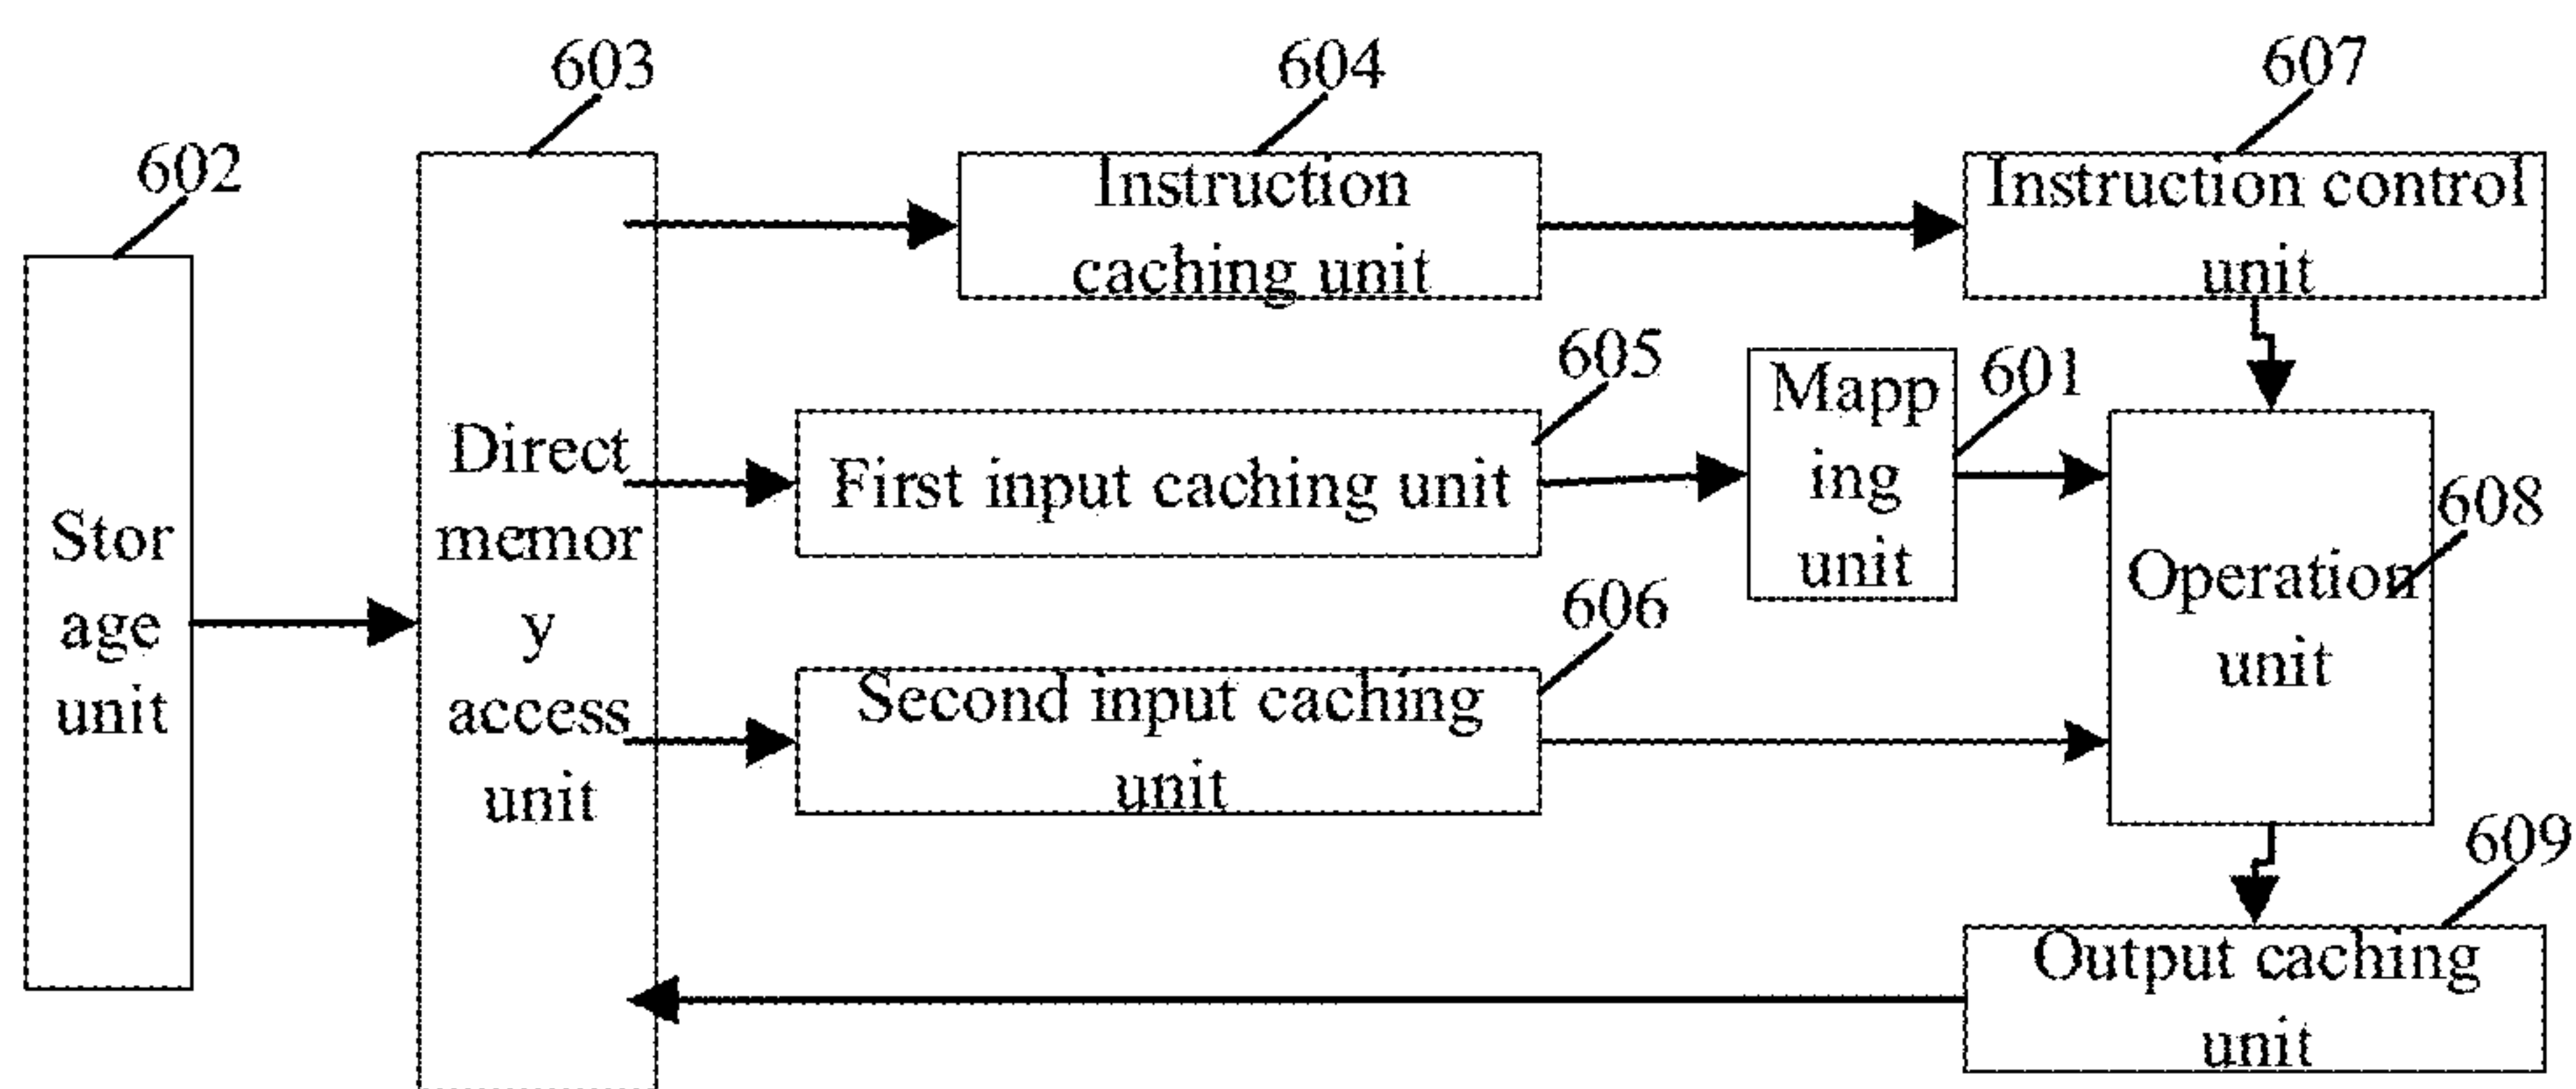 603
604
607
602
Instruction
caching unit
Instruction control
unit
605
601
Mapp
ing
unit
First input caching unit
Direct
memor
y
access
unit
Stor
age
unit
608
Operation
unit
606
Second input caching
unit
609
Output caching
unit